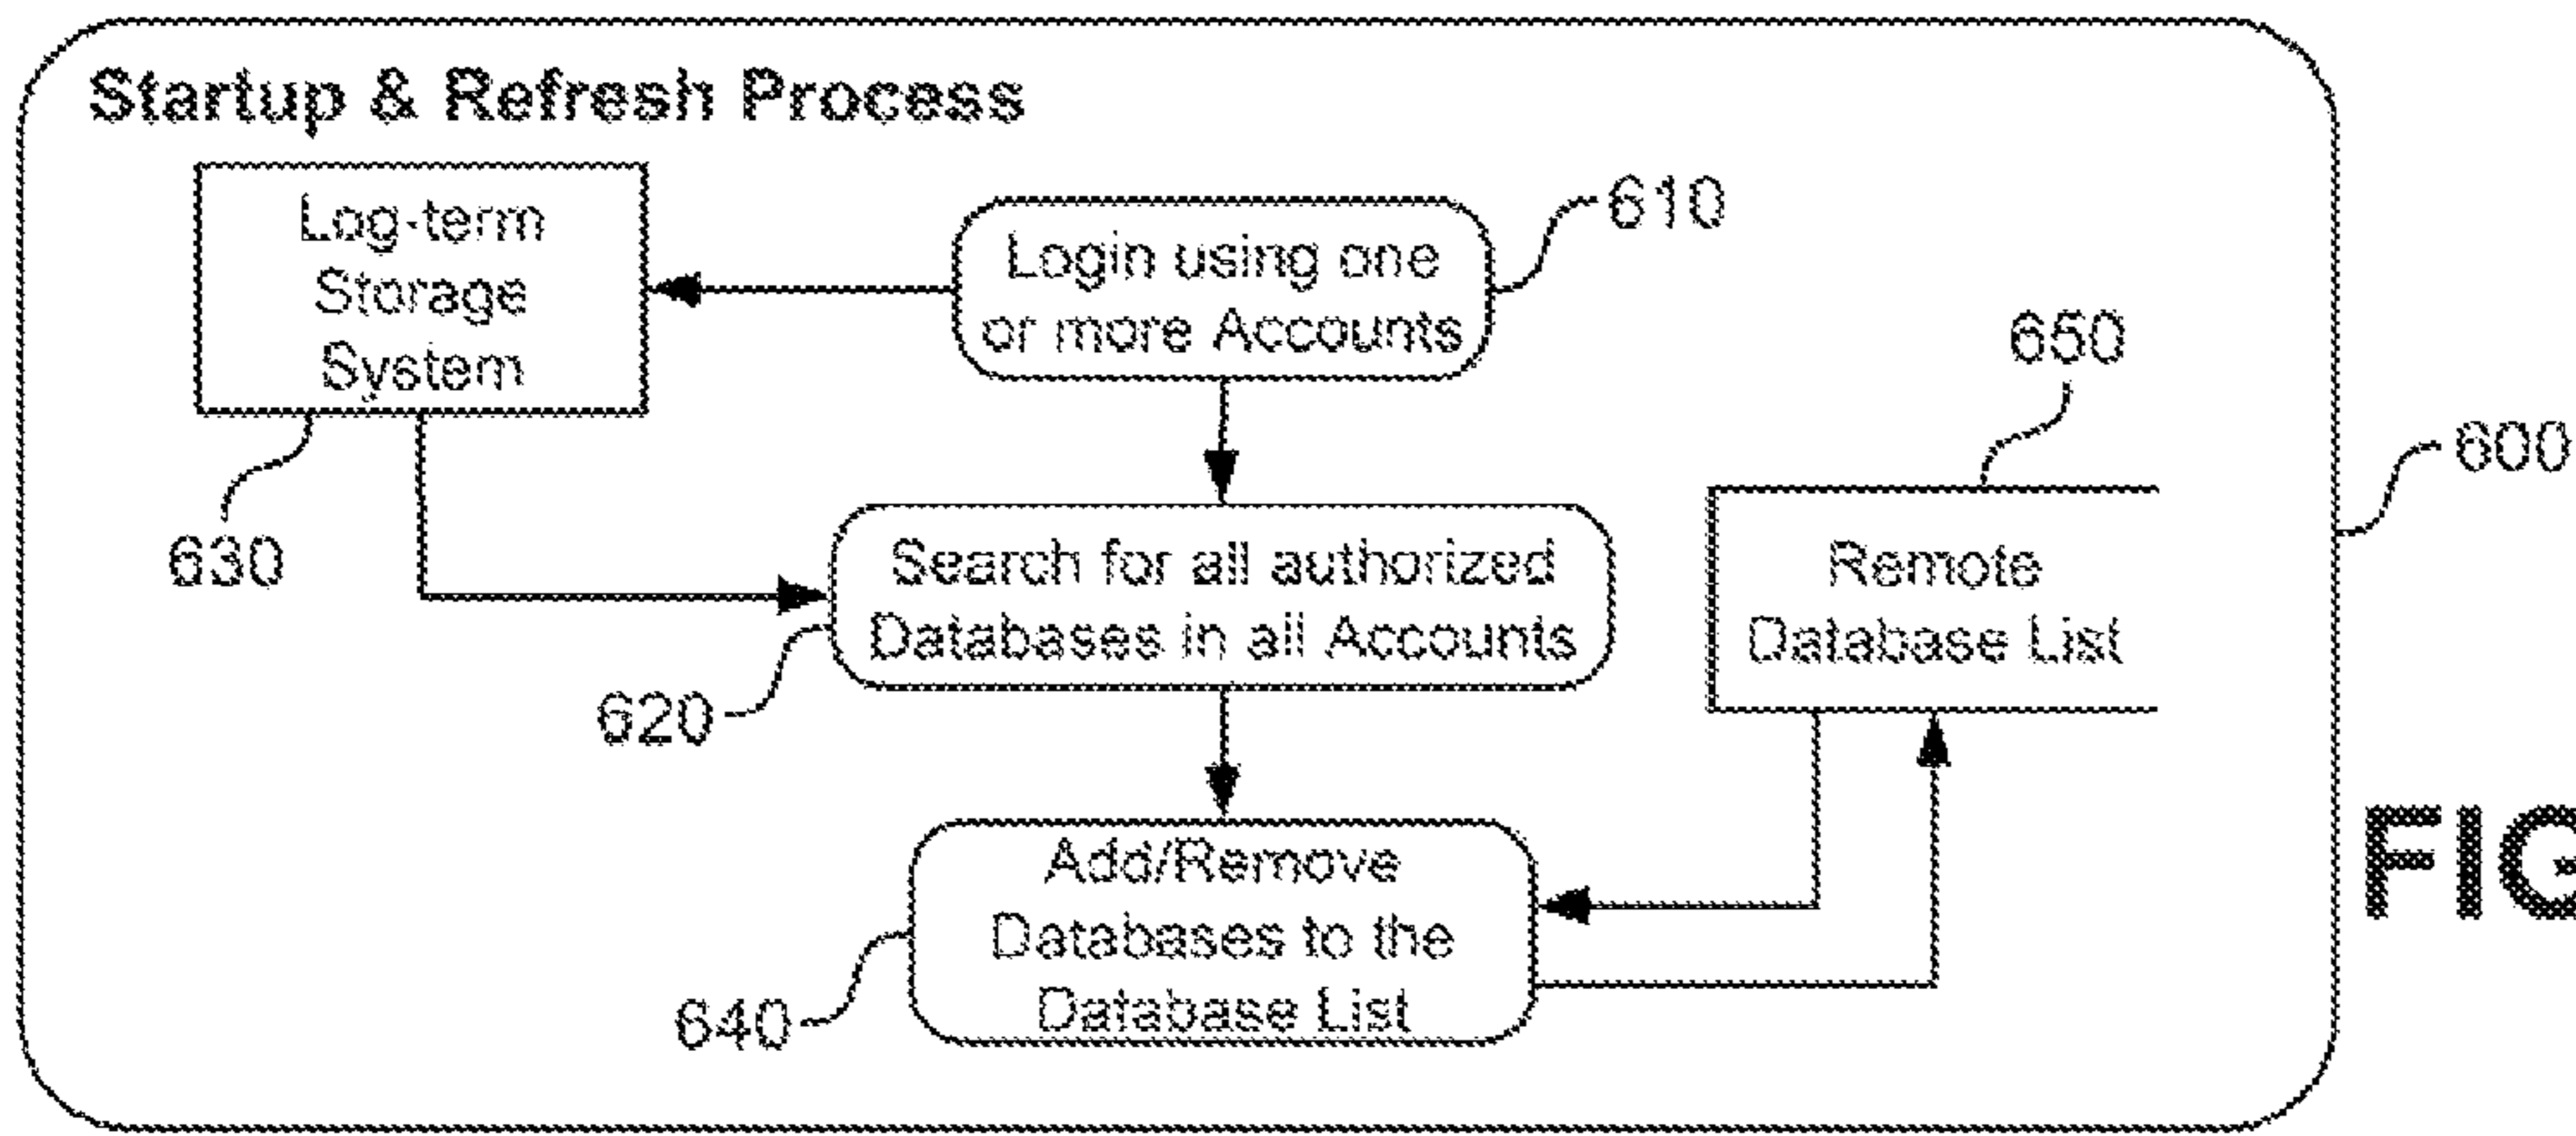 Startup & Refresh Process
Log-term
Storage
System
Login using one
or more Accounts
610
650
600
630
Search for all authorized
Databases in all Accounts
Remote
Database List
620
Add/Remove
Databases to the
Database List
640
FIG